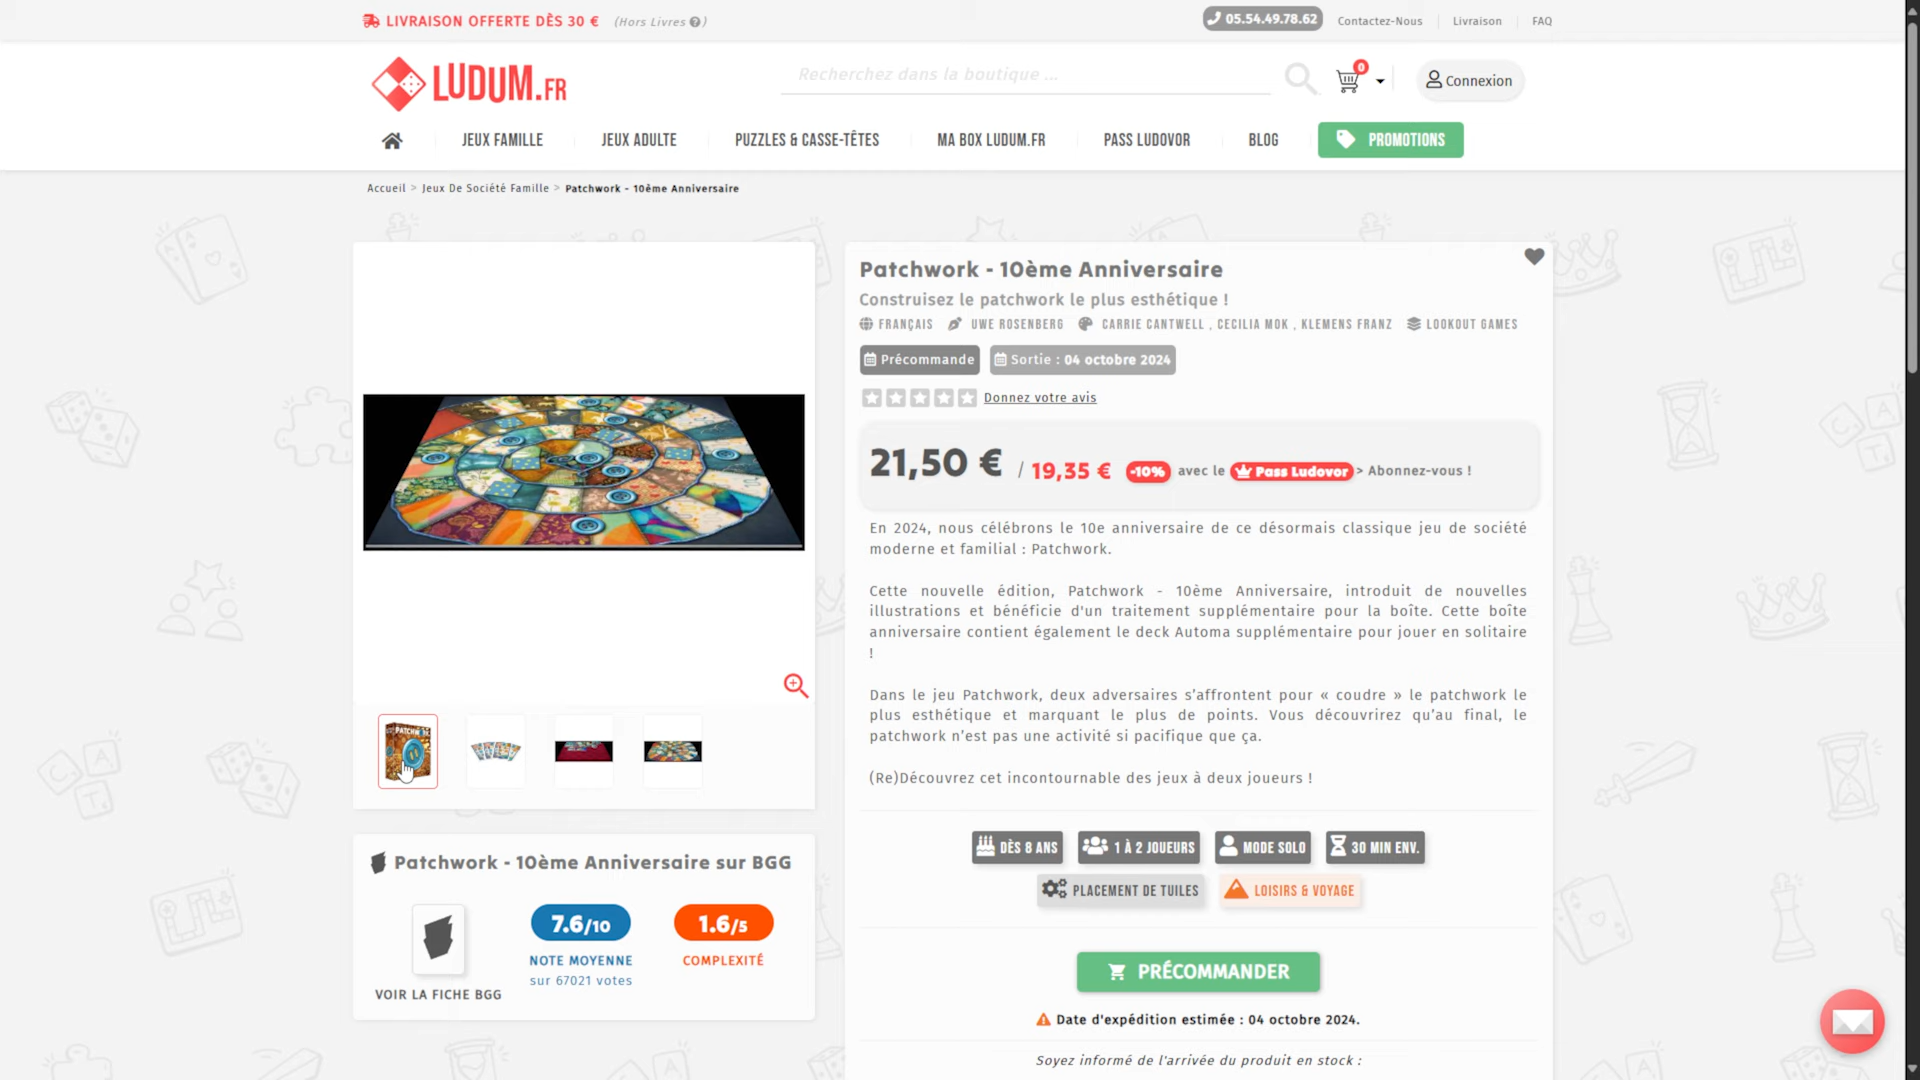 LIVRAISON OFFERTE DÈS 30 € (Hors Livres)
05.54.49.78.62
Contactez-Nous
Livraison
FAQ
LUDUM.FR
Recherchez dans la boutique ...
0
Connexion
JEUX FAMILLE
JEUX ADULTE
PUZZLES & CASSE-TÊTES
MA BOX LUDUM.FR
PASS LUDOVOR
BLOG
PROMOTIONS
Accueil > Jeux De Société Famille > Patchwork - 10ème Anniversaire
Patchwork - 10ème Anniversaire
Construisez le patchwork le plus esthétique !
FRANÇAIS UWE ROSENBERG CARRIE CANTWELL , CECILIA MOK , KLEMENS FRANZ LOOKOUT GAMES
Précommande
Sortie : 04 octobre 2024
Donnez votre avis
21,50 € / 19,35 € -10% avec le Pass Ludovor > Abonnez-vous !
En 2024, nous célébrons le 10e anniversaire de ce désormais classique jeu de société
moderne et familial : Patchwork.
Cette nouvelle édition, Patchwork - 10ème Anniversaire, introduit de nouvelles
illustrations et bénéficie d'un traitement supplémentaire pour la boîte. Cette boîte
anniversaire contient également le deck Automa supplémentaire pour jouer en solitaire
!
Dans le jeu Patchwork, deux adversaires s’affrontent pour « coudre » le patchwork le
plus esthétique et marquant le plus de points. Vous découvrirez qu’au final, le
patchwork n’est pas une activité si pacifique que ça.
(Re)Découvrez cet incontournable des jeux à deux joueurs !
DÈS 8 ANS
1 À 2 JOUEURS
MODE SOLO
30 MIN ENV.
PLACEMENT DE TUILES
LOISIRS & VOYAGE
PRÉCOMMANDER
Date d'expédition estimée : 04 octobre 2024.
Soyez informé de l'arrivée du produit en stock :
Patchwork - 10ème Anniversaire sur BGG
VOIR LA FICHE BGG
7.6/10
NOTE MOYENNE
sur 67021 votes
1.6/5
COMPLEXITÉ